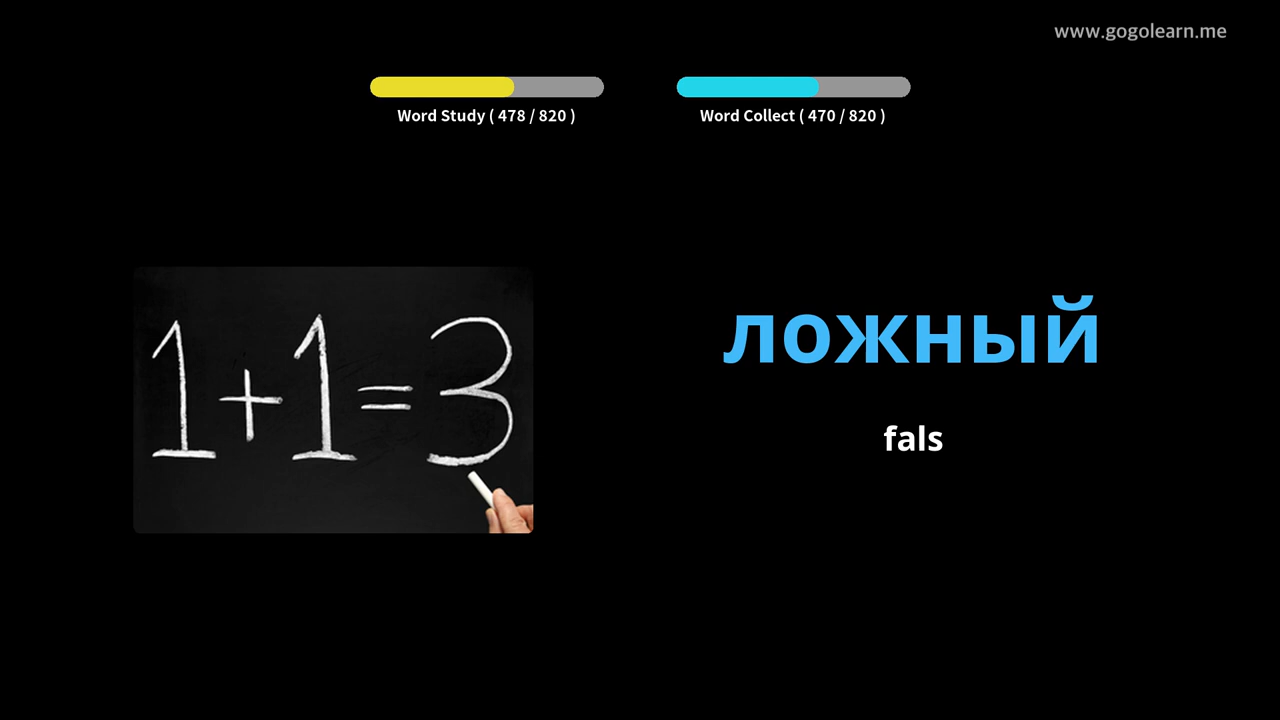 www.gogolearn.me
Word Study ( 478 / 820 )
Word Collect ( 470 / 820 )
1+1=3
ложный
fals